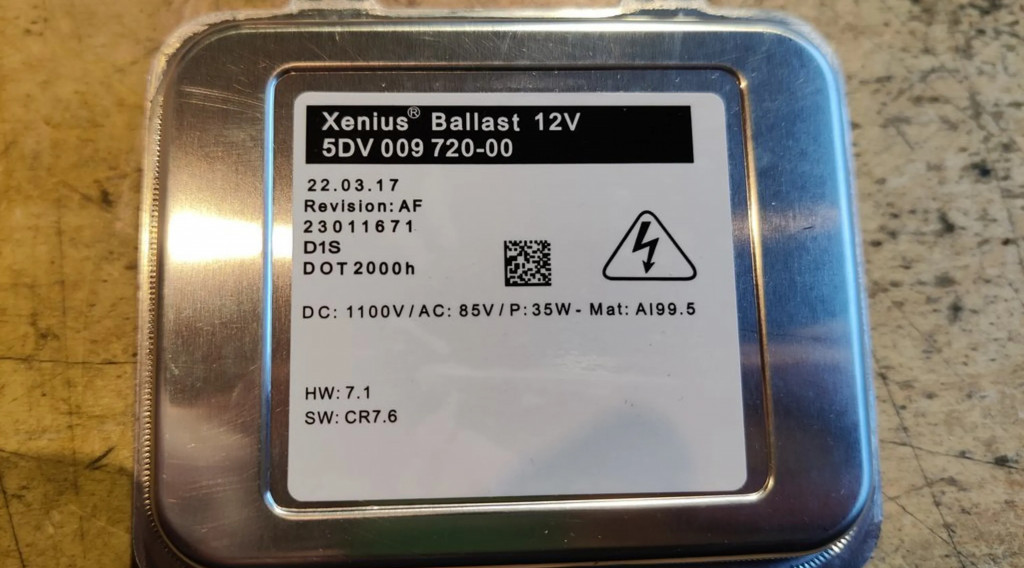 Xenius® Ballast 12V
5DV 009 720-00
22.03.17
Revision: AF
23011671
D1S
DOT 2000h
DC: 1100V / AC: 85V / P: 35W - Mat: Al99.5
HW: 7.1
SW: CR7.6